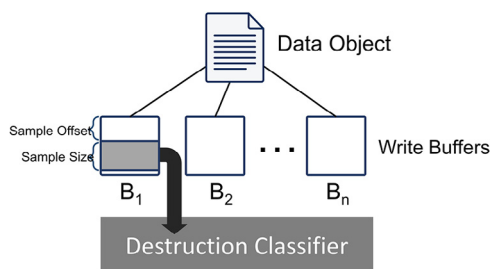 Data Object
Sample Offset
Sample Size
Write Buffers
B1
B2
...
Bn
Destruction Classifier